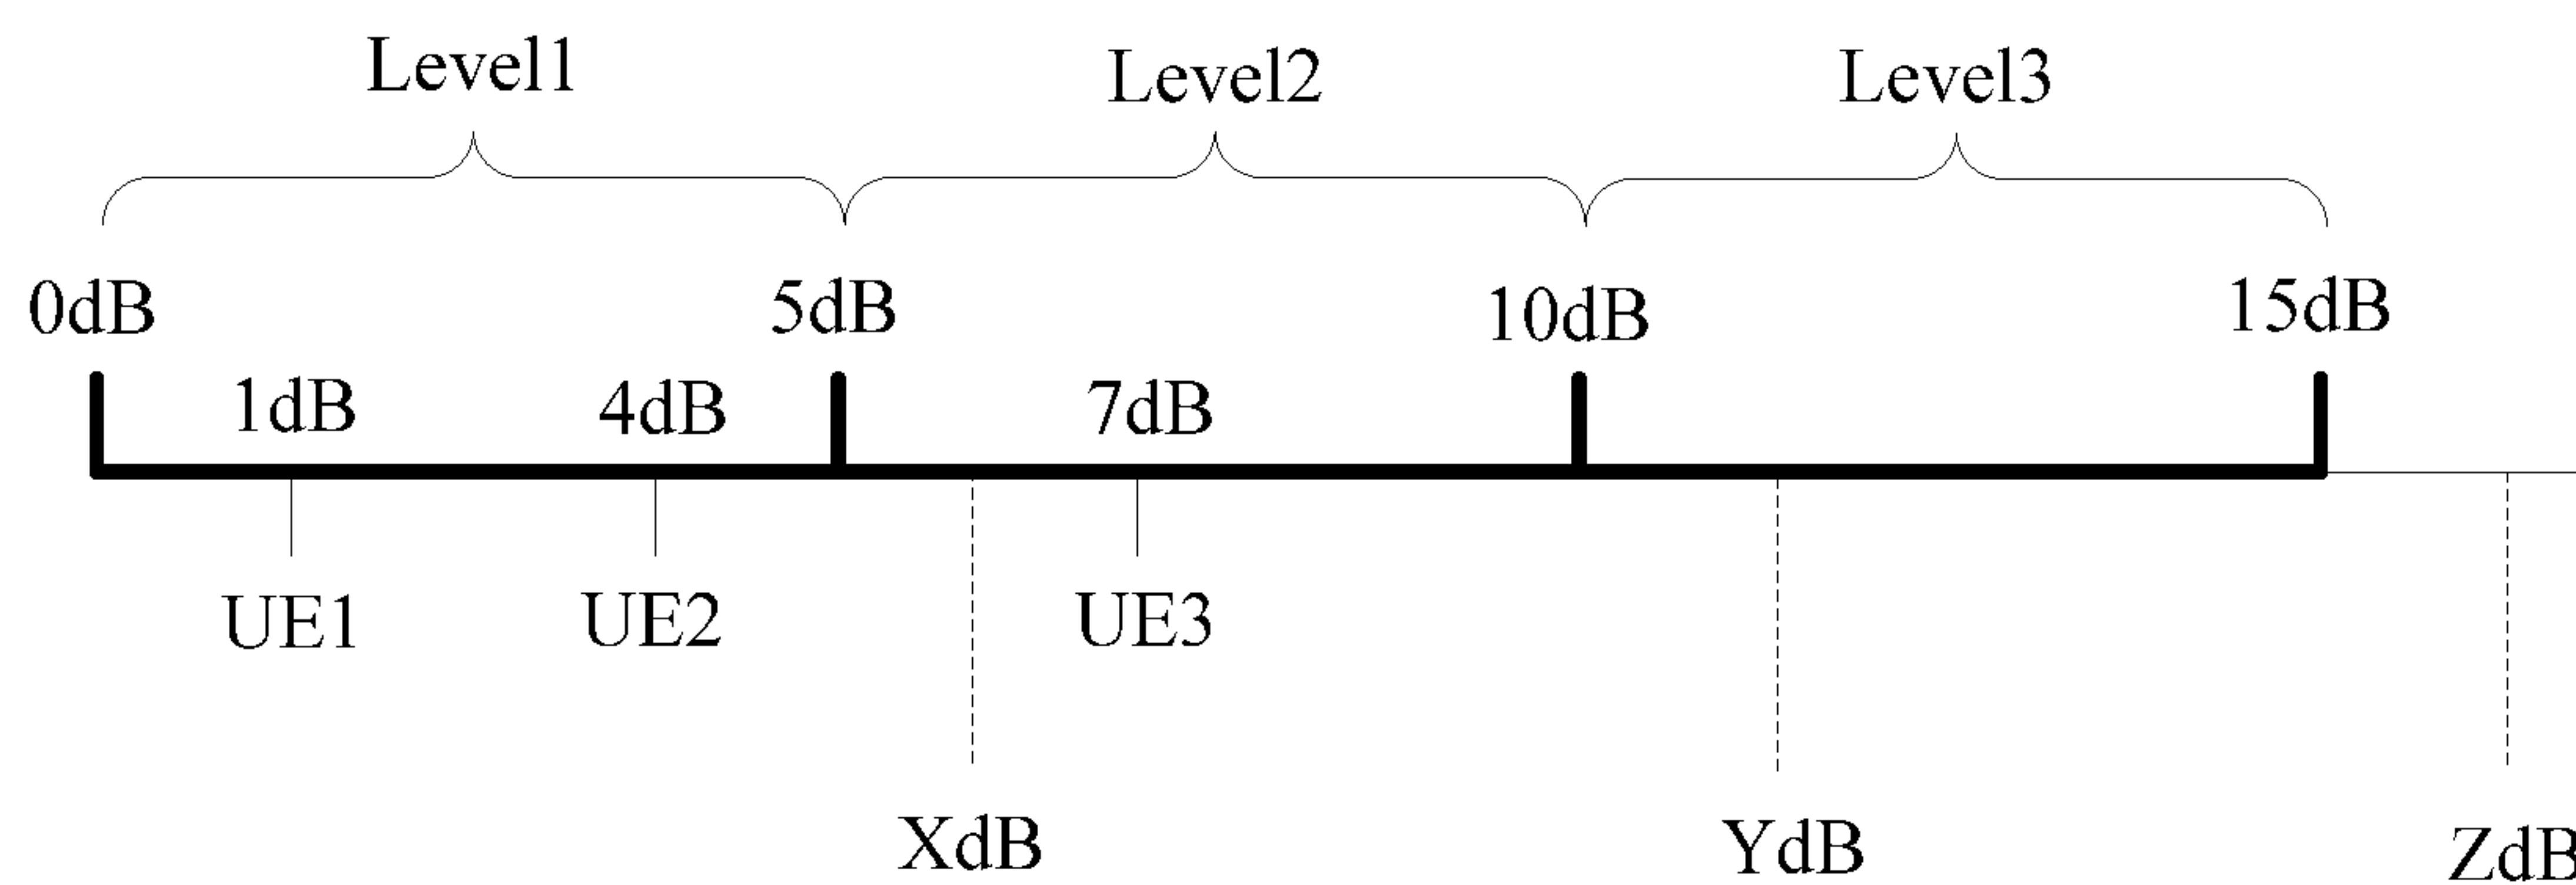 Level1 Level2 Level3
0dB 5dB 10dB 15dB
1dB 4dB 7dB
UE1 UE2 UE3
XdB YdB ZdB